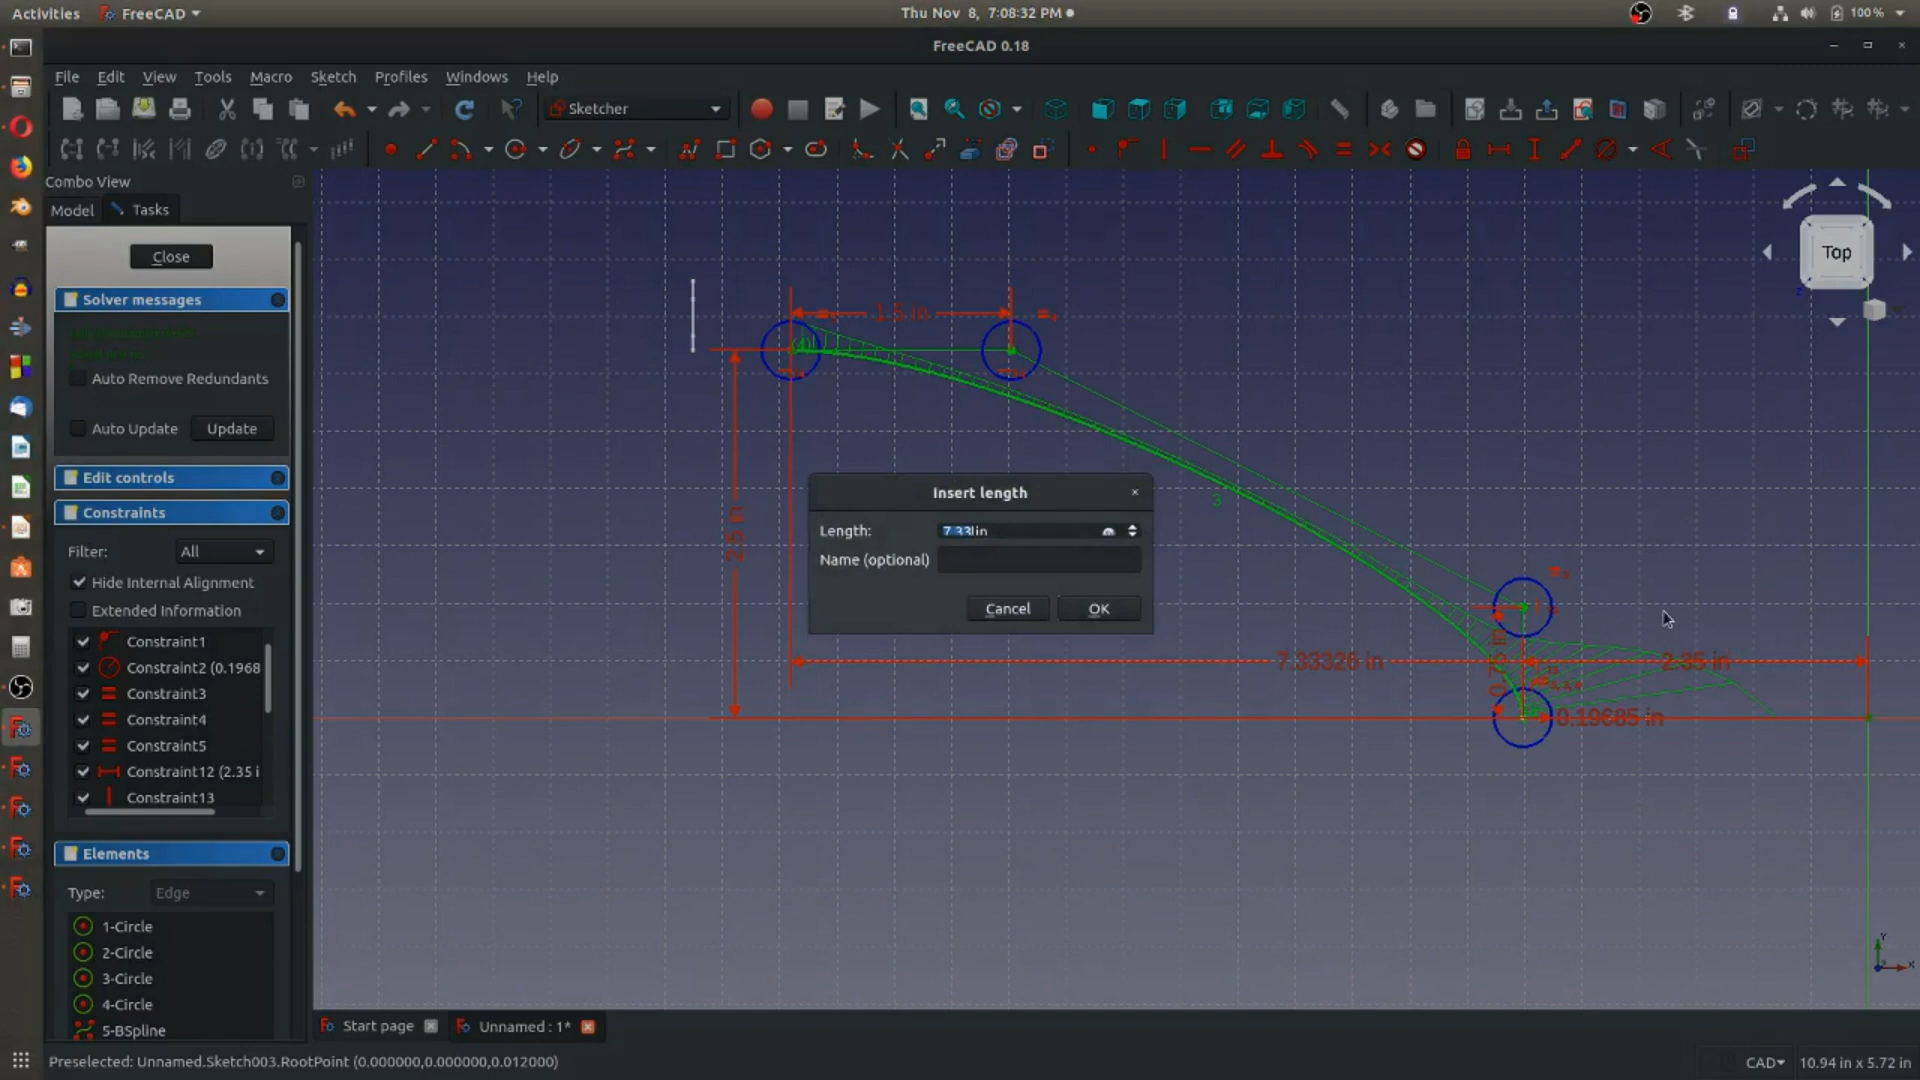 Activities
FreeCAD
Thu Nov 8, 7:08:32 PM
100%
FreeCAD 0.18
File Edit View Tools Macro Sketch Profiles Windows Help
Sketcher
Combo View
Model
Tasks
Close
Solver messages
Auto Remove Redundants
Auto Update
Update
Edit controls
Constraints
Filter:
All
Hide Internal Alignment
Extended Information
Constraint1
Constraint2 (0.1968
Constraint3
Constraint4
Constraint5
Constraint12 (2.35 i
Constraint13
Elements
Type:
Edge
1-Circle
2-Circle
3-Circle
4-Circle
5-BSpline
Top
1.5 in
2.5 in
3
Insert length
Length:
7.33in
Name (optional)
Cancel
OK
7.33326 in
0.75 in
2.35 in
0.19685 in
Y
X
Start page
Unnamed : 1*
Preselected: Unnamed.Sketch003.RootPoint (0.000000,0.000000,0.012000)
CAD
10.94 in x 5.72 in